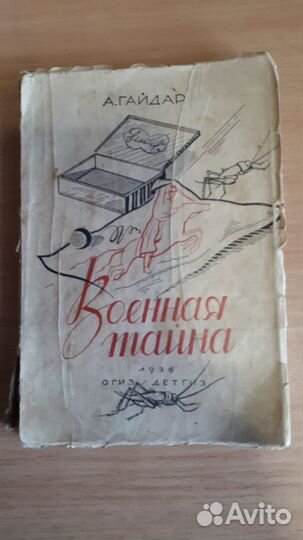 А. ГАЙДАР
Военная
тайна
1936
ОГИЗ / ДЕТГИЗ
Avito